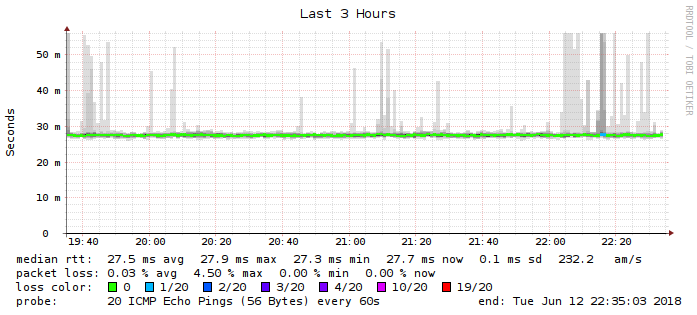 Last 3 Hours
RRDTOOL / TOBI OETIKER
Seconds
50 m
40 m
30 m
20 m
10 m
0
19:40 20:00 20:20 20:40 21:00 21:20 21:40 22:00 22:20
median rtt: 27.5 ms avg 27.9 ms max 27.3 ms min 27.7 ms now 0.1 ms sd 232.2 am/s
packet loss: 0.03 % avg 4.50 % max 0.00 % min 0.00 % now
loss color: 0 1/20 2/20 3/20 4/20 10/20 19/20
probe: 20 ICMP Echo Pings (56 Bytes) every 60s end: Tue Jun 12 22:35:03 2018